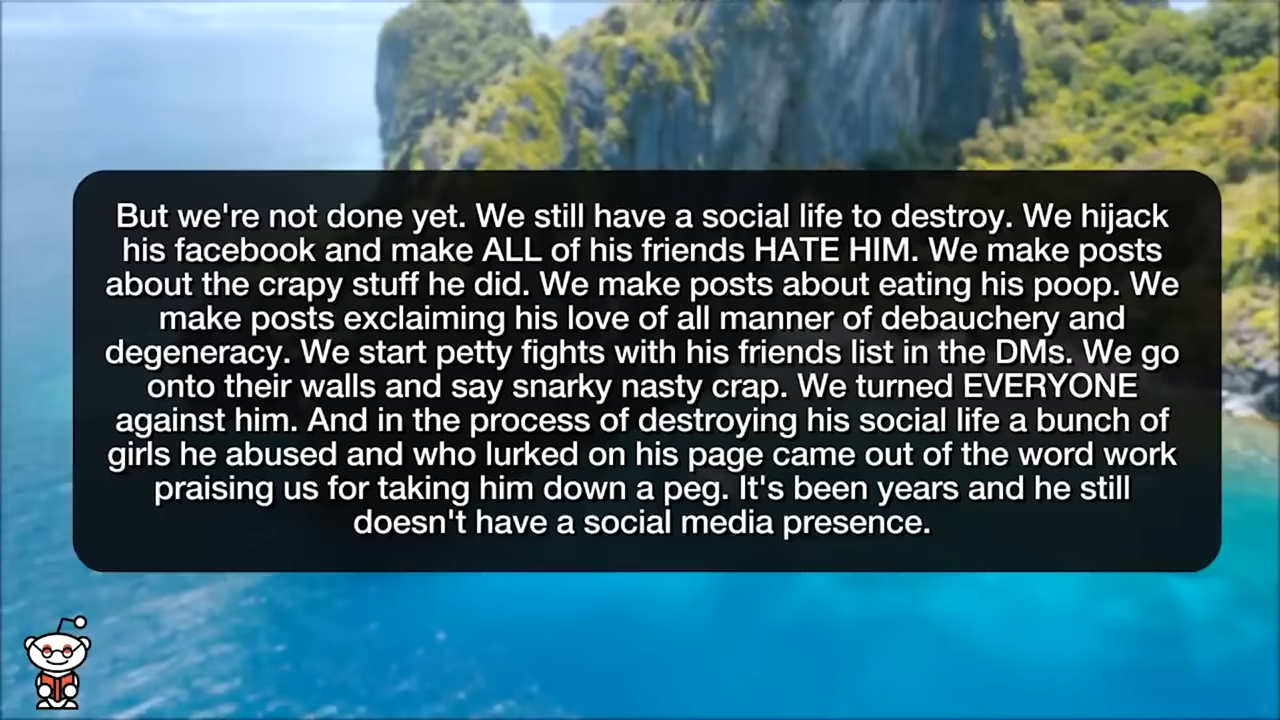 But we're not done yet. We still have a social life to destroy. We hijack
his facebook and make ALL of his friends HATE HIM. We make posts
about the crapy stuff he did. We make posts about eating his poop. We
make posts exclaiming his love of all manner of debauchery and
degeneracy. We start petty fights with his friends list in the DMs. We go
onto their walls and say snarky nasty crap. We turned EVERYONE
against him. And in the process of destroying his social life a bunch of
girls he abused and who lurked on his page came out of the word work
praising us for taking him down a peg. It's been years and he still
doesn't have a social media presence.